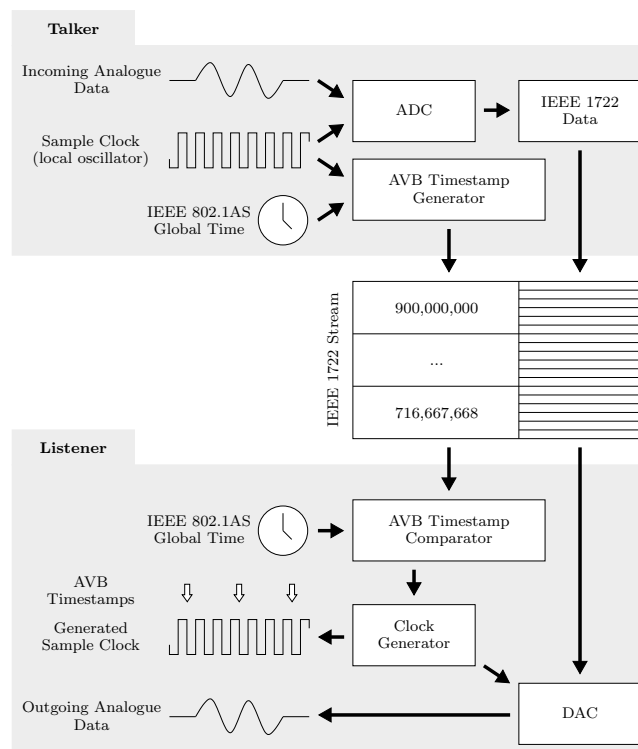 Talker
Incoming Analogue
Data
ADC
IEEE 1722
Data
Sample Clock
(local oscillator)
AVB Timestamp
Generator
IEEE 802.1AS
Global Time
IEEE 1722 Stream
900,000,000
...
716,667,668
Listener
IEEE 802.1AS
Global Time
AVB Timestamp
Comparator
AVB
Timestamps
Generated
Sample Clock
Clock
Generator
Outgoing Analogue
Data
DAC